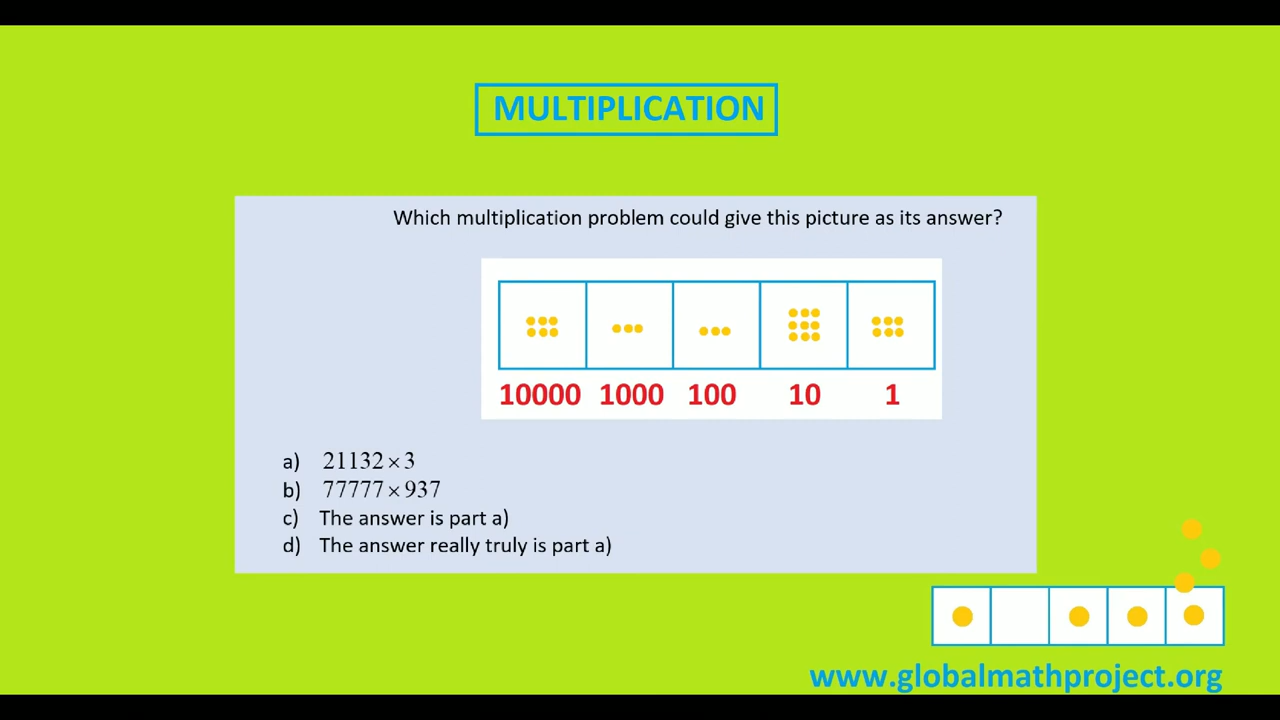 MULTIPLICATION
Which multiplication problem could give this picture as its answer?
10000 1000 100 10 1
a) 21132 × 3
b) 77777 × 937
c) The answer is part a)
d) The answer really truly is part a)
www.globalmathproject.org